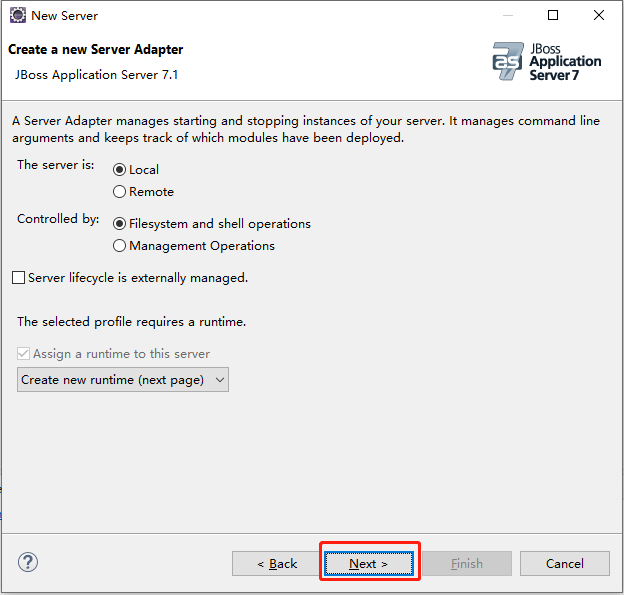 New Server
Create a new Server Adapter
JBoss Application Server 7.1
JBoss
Application
Server 7
as 7
A Server Adapter manages starting and stopping instances of your server. It manages command line
arguments and keeps track of which modules have been deployed.
The server is:
Local
Remote
Controlled by:
Filesystem and shell operations
Management Operations
Server lifecycle is externally managed.
The selected profile requires a runtime.
Assign a runtime to this server
Create new runtime (next page)
?
< Back
Next >
Finish
Cancel